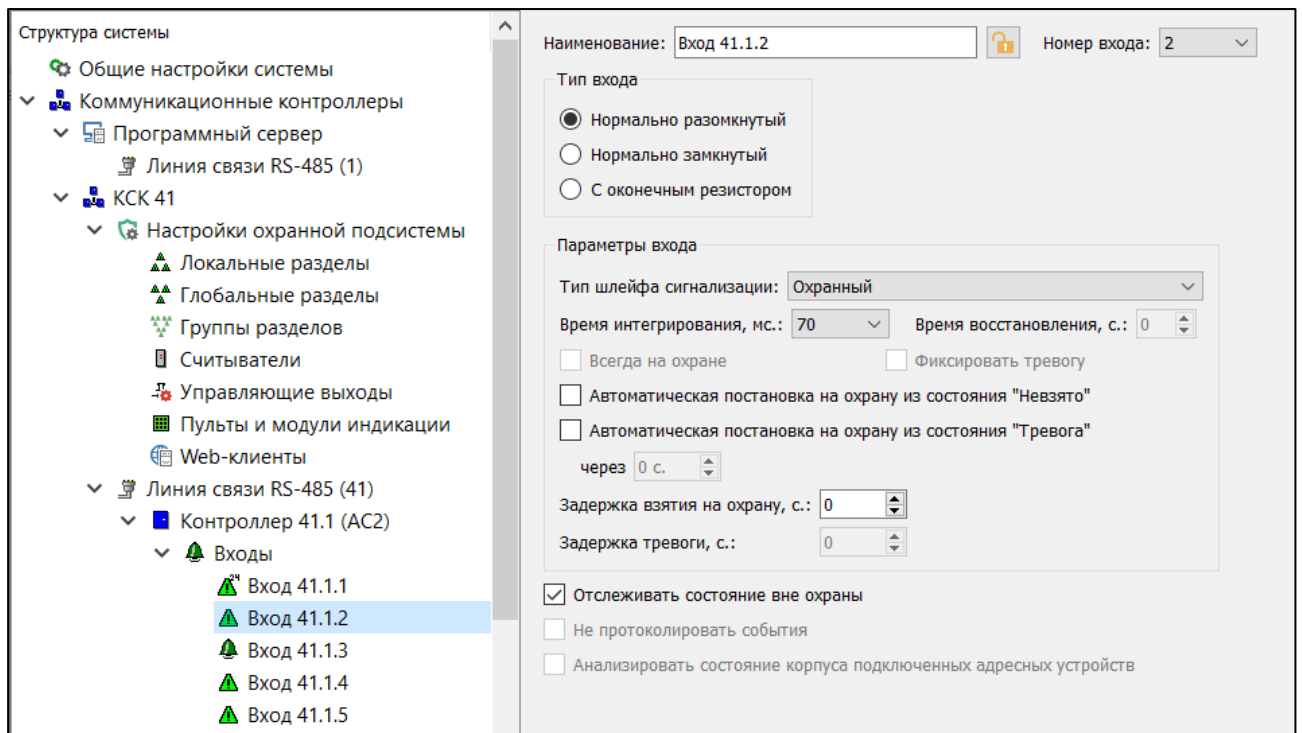 Структура системы
Общие настройки системы
Коммуникационные контроллеры
Программный сервер
Линия связи RS-485 (1)
КСК 41
Настройки охранной подсистемы
Локальные разделы
Глобальные разделы
Группы разделов
Считыватели
Управляющие выходы
Пульты и модули индикации
Web-клиенты
Линия связи RS-485 (41)
Контроллер 41.1 (AC2)
Входы
24 Вход 41.1.1
Вход 41.1.2
Вход 41.1.3
Вход 41.1.4
Вход 41.1.5
Наименование: Вход 41.1.2 Номер входа: 2
Тип входа
Нормально разомкнутый
Нормально замкнутый
С оконечным резистором
Параметры входа
Тип шлейфа сигнализации: Охранный
Время интегрирования, мс.: 70 Время восстановления, с.: 0
Всегда на охране Фиксировать тревогу
Автоматическая постановка на охрану из состояния "Невзято"
Автоматическая постановка на охрану из состояния "Тревога"
через 0 с.
Задержка взятия на охрану, с.: 0
Задержка тревоги, с.: 0
Отслеживать состояние вне охраны
Не протоколировать события
Анализировать состояние корпуса подключенных адресных устройств